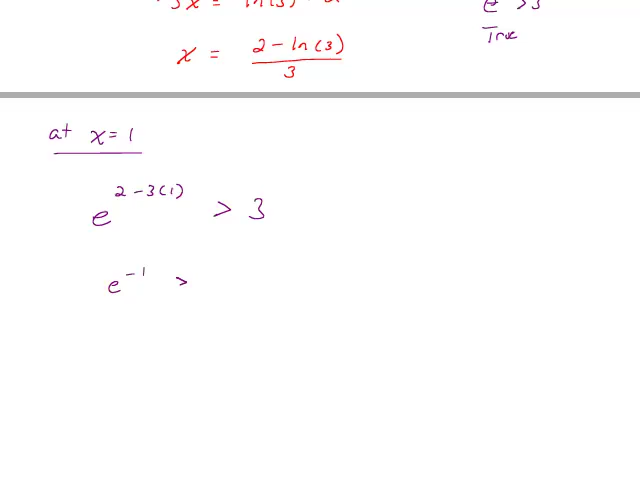 x = (2 - ln(3))/3
True
at x = 1
e^(2-3(1)) > 3
e^(-1) >